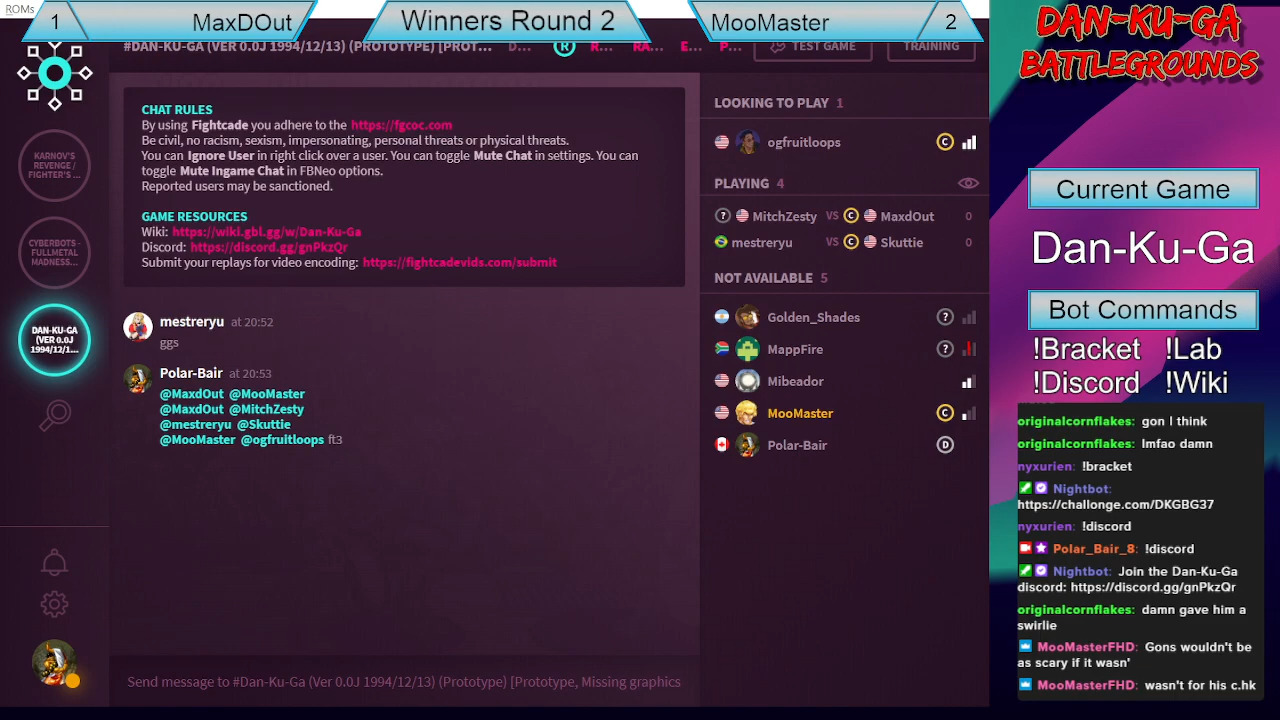 ROMs
1 MaxDOut Winners Round 2 MooMaster 2
#DAN-KU-GA (VER 0.0J 1994/12/13) (PROTOTYPE) [PROT... D... R R... RA... E... P... TEST GAME TRAINING
DAN-KU-GA
BATTLEGROUNDS
KARNOV'S
REVENGE /
FIGHTER'S ...
CYBERBOTS -
FULLMETAL
MADNESS...
DAN-KU-GA
(VER 0.0J
1994/12/1...
CHAT RULES
By using Fightcade you adhere to the https://fgcoc.com
Be civil, no racism, sexism, impersonating, personal threats or physical threats.
You can Ignore User in right click over a user. You can toggle Mute Chat in settings. You can
toggle Mute Ingame Chat in FBNeo options.
Reported users may be sanctioned.
GAME RESOURCES
Wiki: https://wiki.gbl.gg/w/Dan-Ku-Ga
Discord: https://discord.gg/gnPkzQr
Submit your replays for video encoding: https://fightcadevids.com/submit
mestreryu at 20:52
ggs
Polar-Bair at 20:53
@MaxdOut @MooMaster
@MaxdOut @MitchZesty
@mestreryu @Skuttie
@MooMaster @ogfruitloops ft3
Send message to #Dan-Ku-Ga (Ver 0.0J 1994/12/13) (Prototype) [Prototype, Missing graphics
LOOKING TO PLAY 1
ogfruitloops C
PLAYING 4
? MitchZesty VS C MaxdOut 0
mestreryu VS C Skuttie 0
NOT AVAILABLE 5
Golden_Shades ?
MappFire ?
Mibeador
MooMaster C
Polar-Bair D
Current Game
Dan-Ku-Ga
Bot Commands
!Bracket !Lab
!Discord !Wiki
originalcornflakes: gon I think
originalcornflakes: lmfao damn
nyxurien: !bracket
Nightbot:
https://challonge.com/DKGBG37
nyxurien: !discord
Polar_Bair_8: !discord
Nightbot: Join the Dan-Ku-Ga
discord: https://discord.gg/gnPkzQr
originalcornflakes: damn gave him a
swirlie
MooMasterFHD: Gons wouldn't be
as scary if it wasn'
MooMasterFHD: wasn't for his c.hk